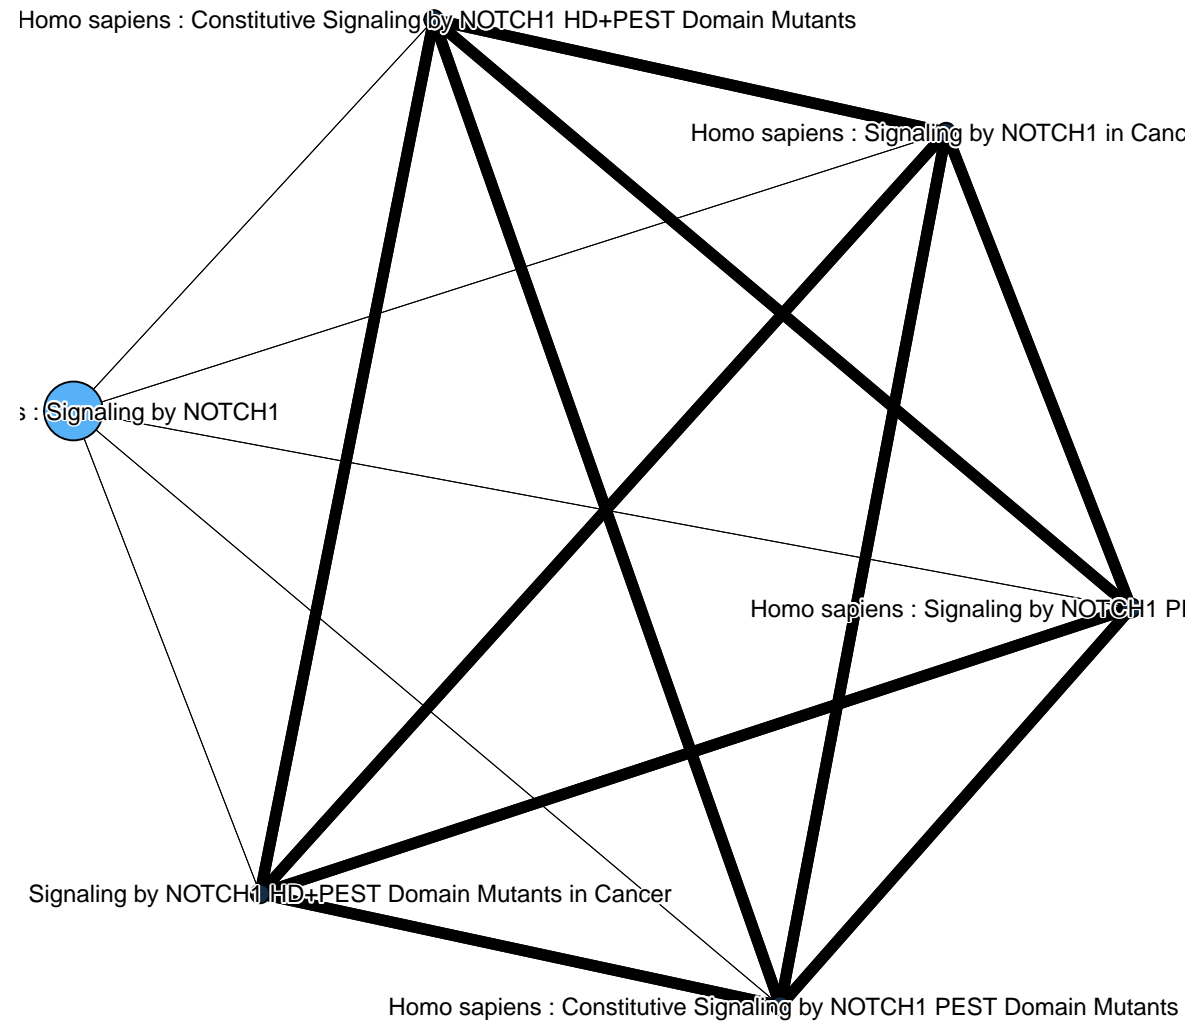 Homo sapiens : Constitutive Signaling by NOTCH1 HD+PEST Domain Mutants
Homo sapiens : Signaling by NOTCH1 in Canc
s : Signaling by NOTCH1
Homo sapiens : Signaling by NOTCH1 PE
Signaling by NOTCH1 HD+PEST Domain Mutants in Cancer
Homo sapiens : Constitutive Signaling by NOTCH1 PEST Domain Mutants